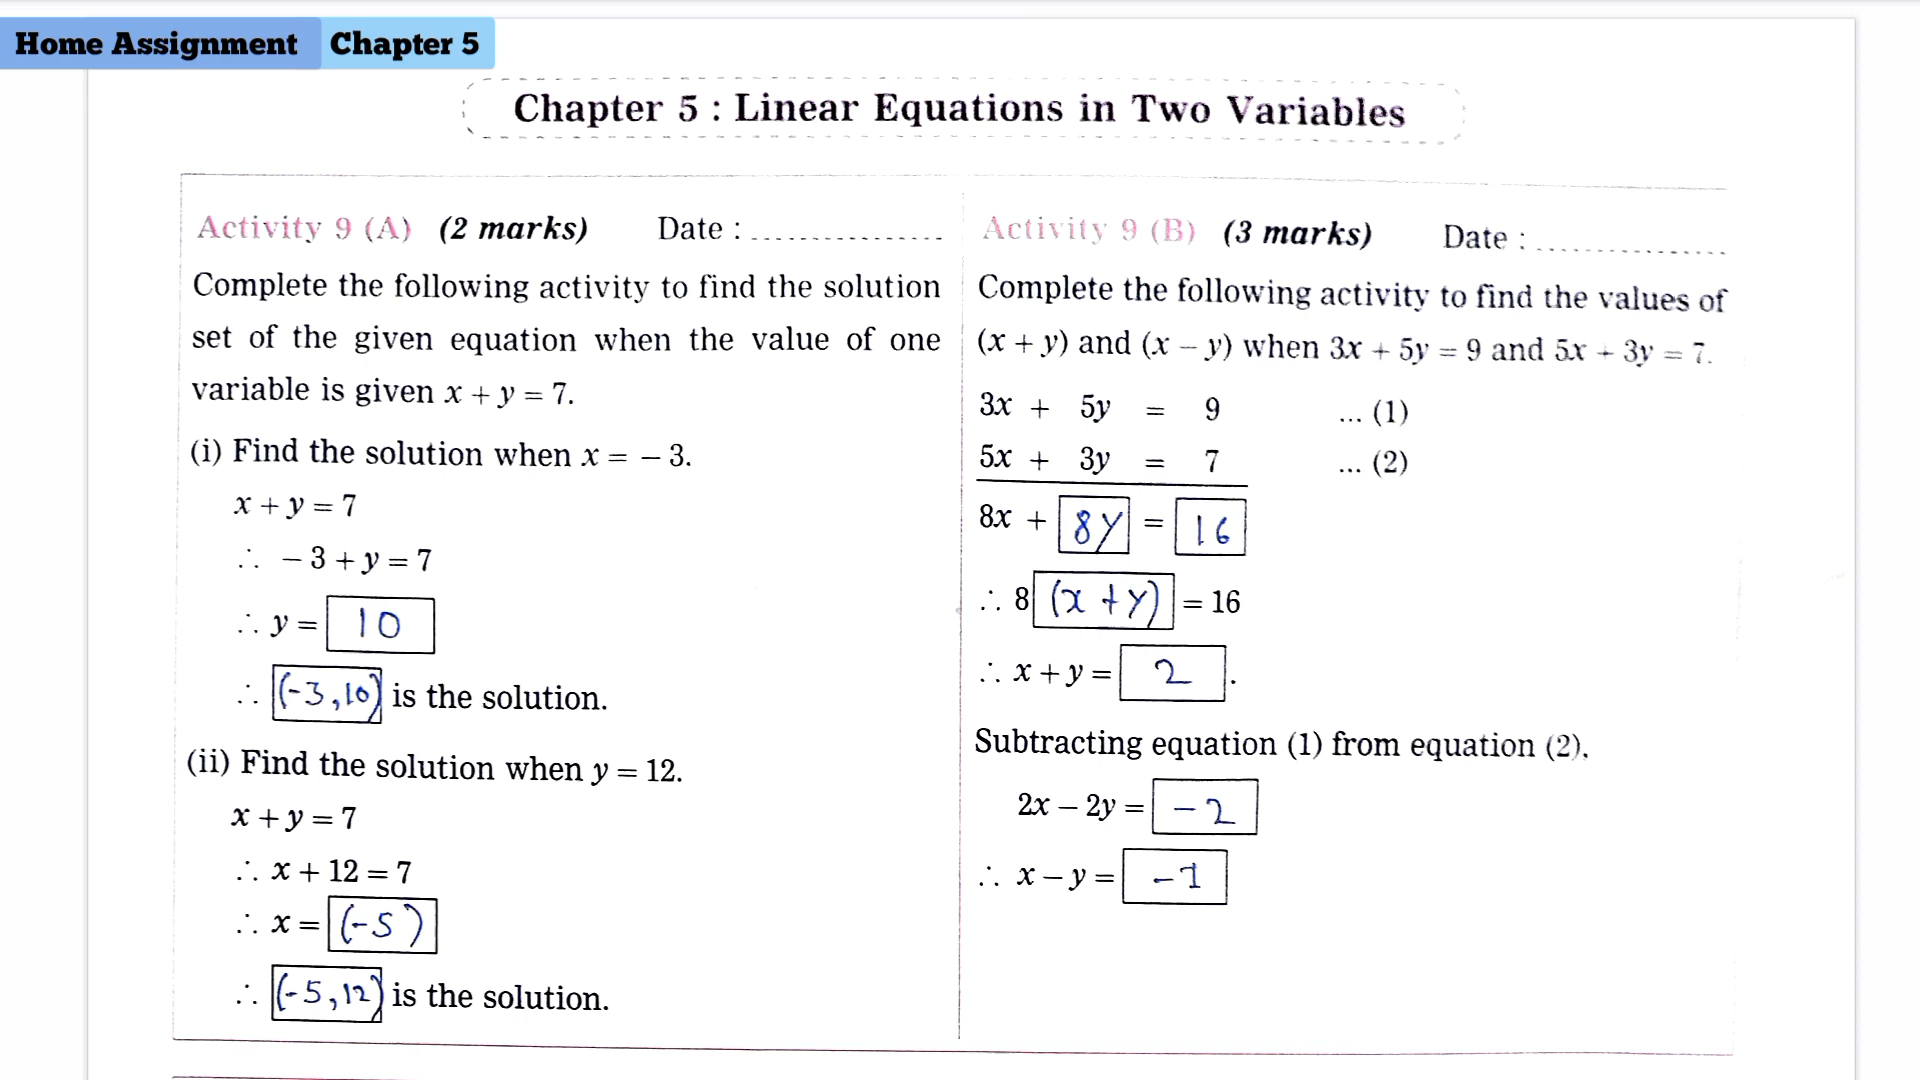 Home Assignment Chapter 5
Chapter 5 : Linear Equations in Two Variables
Activity 9 (A) (2 marks) Date : ................
Complete the following activity to find the solution
set of the given equation when the value of one
variable is given x + y = 7.
(i) Find the solution when x = – 3.
x + y = 7
∴ – 3 + y = 7
∴ y = 10
∴ (-3,10) is the solution.
(ii) Find the solution when y = 12.
x + y = 7
∴ x + 12 = 7
∴ x = (-5)
∴ (-5,12) is the solution.
Activity 9 (B) (3 marks) Date : ................
Complete the following activity to find the values of
(x + y) and (x – y) when 3x + 5y = 9 and 5x + 3y = 7.
3x + 5y = 9 ... (1)
5x + 3y = 7 ... (2)
8x + 8y = 16
∴ 8 (x + y) = 16
∴ x + y = 2 .
Subtracting equation (1) from equation (2),
2x – 2y = -2
∴ x – y = -1